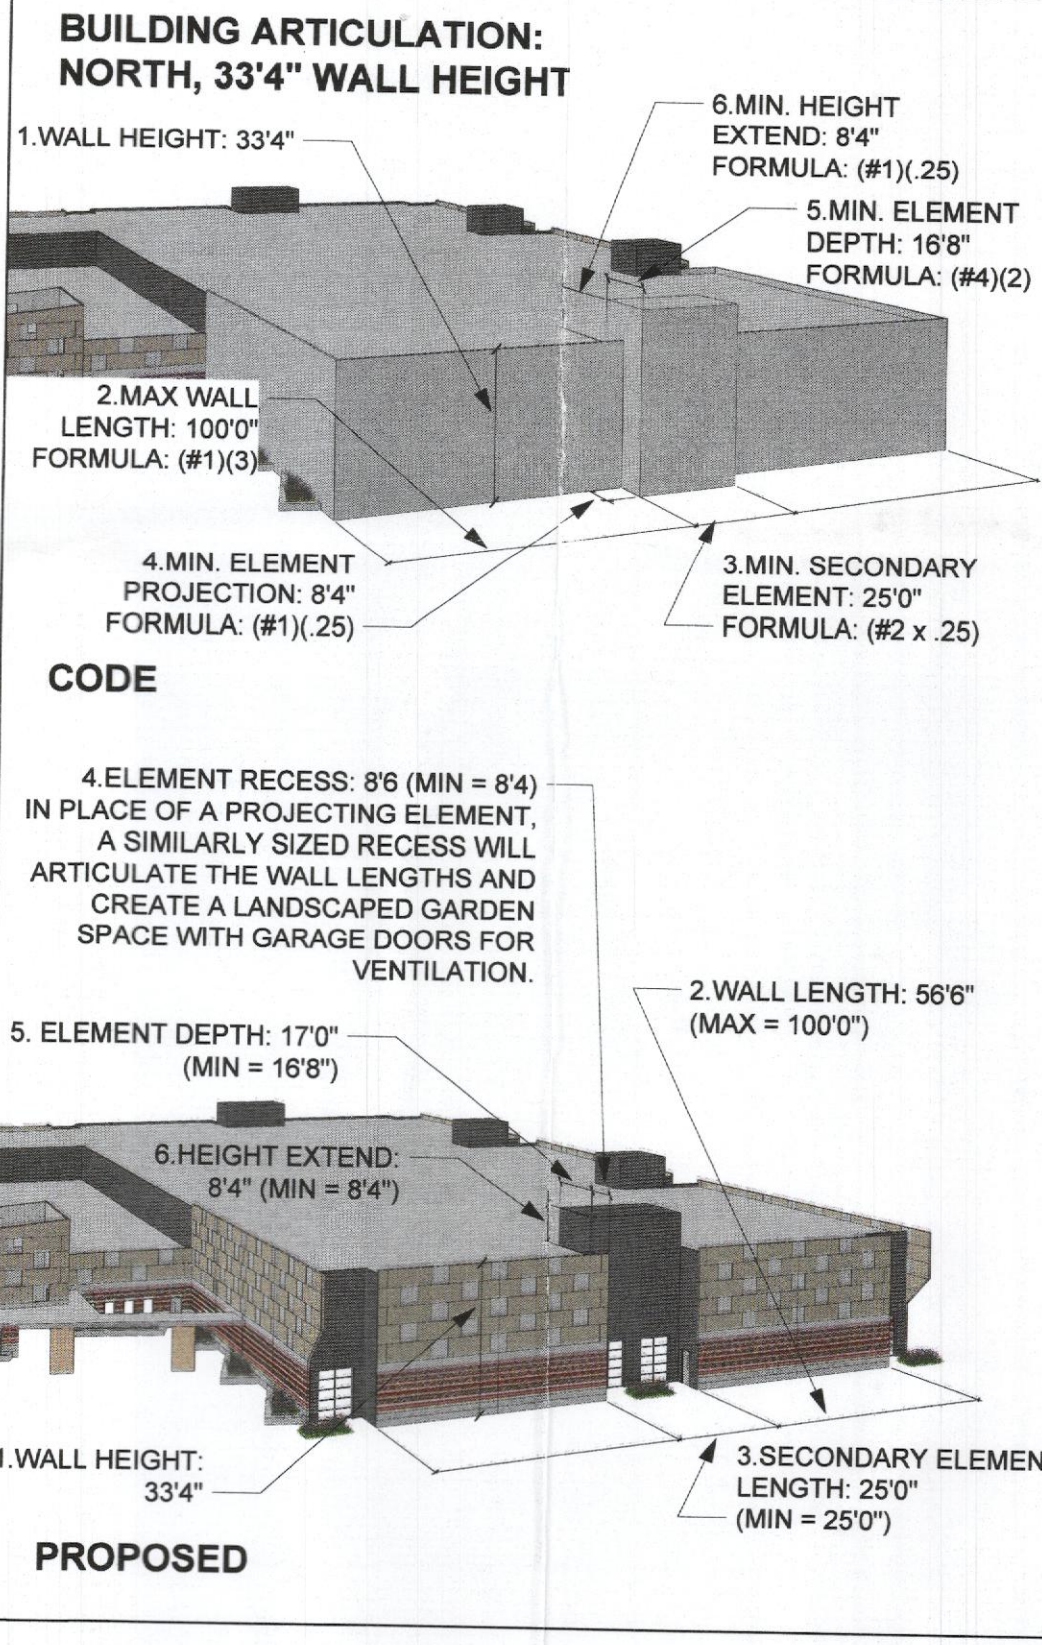 BUILDING ARTICULATION:
NORTH, 33'4" WALL HEIGHT
1.WALL HEIGHT: 33'4"
6.MIN. HEIGHT
EXTEND: 8'4"
FORMULA: (#1)(.25)
5.MIN. ELEMENT
DEPTH: 16'8"
FORMULA: (#4)(2)
2.MAX WALL
LENGTH: 100'0"
FORMULA: (#1)(3)
4.MIN. ELEMENT
PROJECTION: 8'4"
FORMULA: (#1)(.25)
3.MIN. SECONDARY
ELEMENT: 25'0"
FORMULA: (#2 x .25)
CODE
4.ELEMENT RECESS: 8'6 (MIN = 8'4)
IN PLACE OF A PROJECTING ELEMENT,
A SIMILARLY SIZED RECESS WILL
ARTICULATE THE WALL LENGTHS AND
CREATE A LANDSCAPED GARDEN
SPACE WITH GARAGE DOORS FOR
VENTILATION.
2.WALL LENGTH: 56'6"
(MAX = 100'0")
5. ELEMENT DEPTH: 17'0"
(MIN = 16'8")
6.HEIGHT EXTEND:
8'4" (MIN = 8'4")
1.WALL HEIGHT:
33'4"
3.SECONDARY ELEMEN
LENGTH: 25'0"
(MIN = 25'0")
PROPOSED